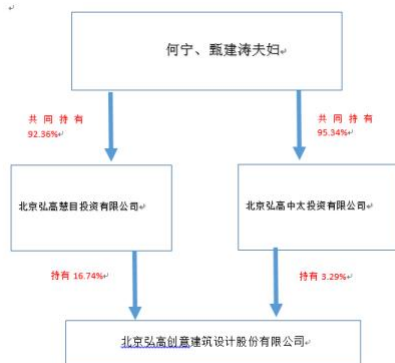 何宁、甄建涛夫妇
共同持有
92.36%
共同持有
95.34%
北京弘高慧目投资有限公司
北京弘高中太投资有限公司
持有 16.74%
持有 3.29%
北京弘高创意建筑设计股份有限公司